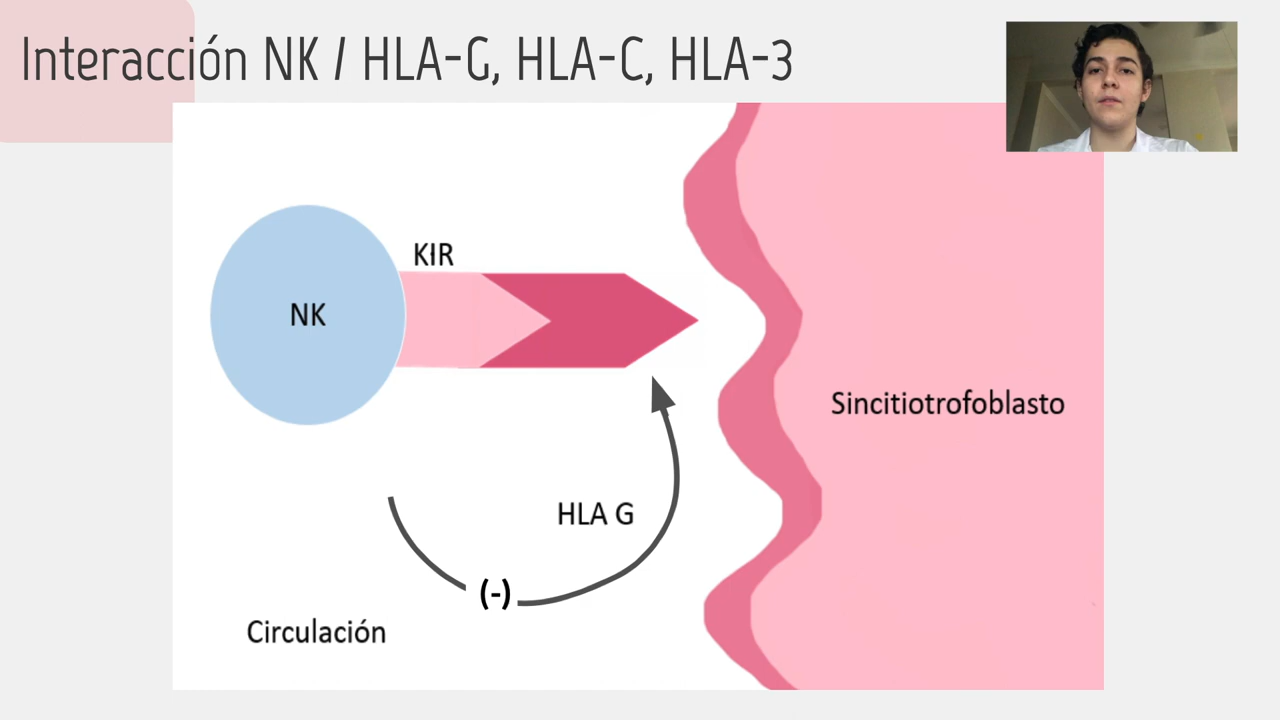 Interacción NK / HLA-G, HLA-C, HLA-3
KIR
NK
Sincitiotrofoblasto
HLA G
(-)
Circulación